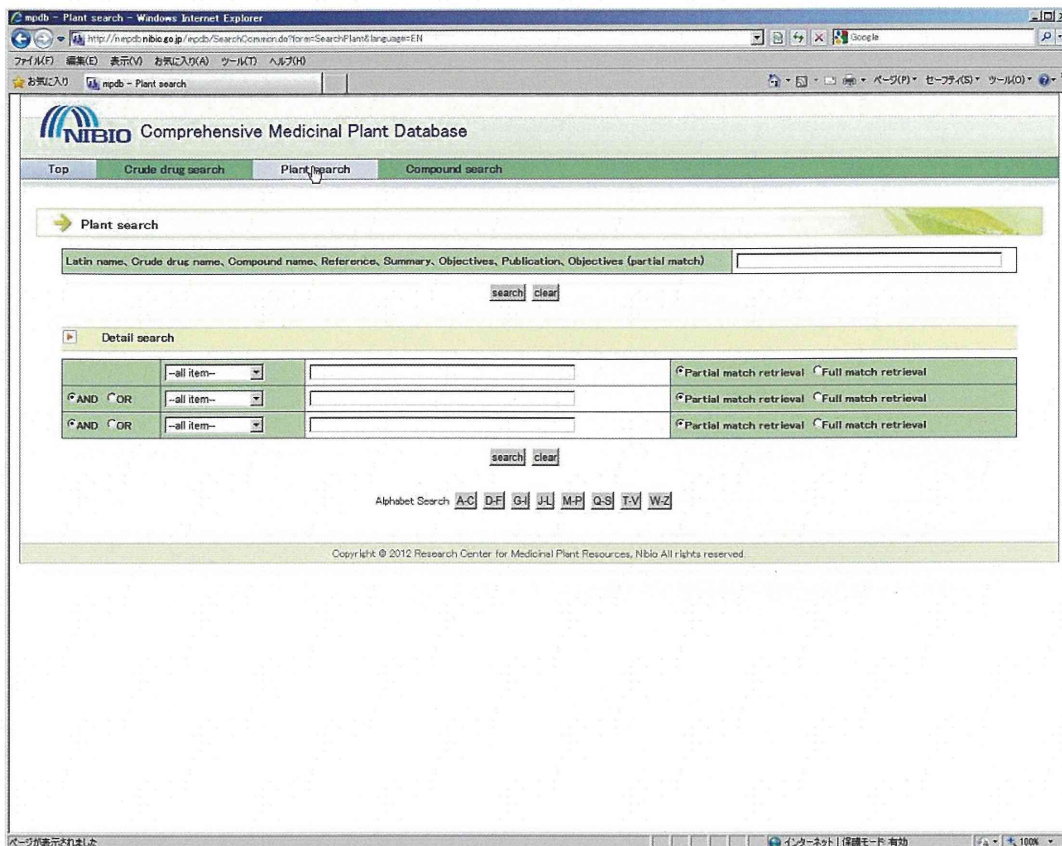 mpdb - Plant search - Windows Internet Explorer
http://mpdb.nibio.go.jp/mpdb/SearchCommon.do?form=SearchPlant&language=EN
Google
ファイル(F) 編集(E) 表示(V) お気に入り(A) ツール(T) ヘルプ(H)
お気に入り mpdb - Plant search ページ(P) セーフティ(S) ツール(O)
NIBIO Comprehensive Medicinal Plant Database
Top Crude drug search Plant search Compound search
Plant search
Latin name、Crude drug name、Compound name、Reference、Summary、Objectives、Publication、Objectives (partial match)
search clear
Detail search
--all item-- Partial match retrieval Full match retrieval
AND OR --all item-- Partial match retrieval Full match retrieval
AND OR --all item-- Partial match retrieval Full match retrieval
search clear
Alphabet Search A-C D-F G-I J-L M-P Q-S T-V W-Z
Copyright © 2012 Research Center for Medicinal Plant Resources, Nibio All rights reserved.
ページが表示されました インターネット | 保護モード: 有効 100%